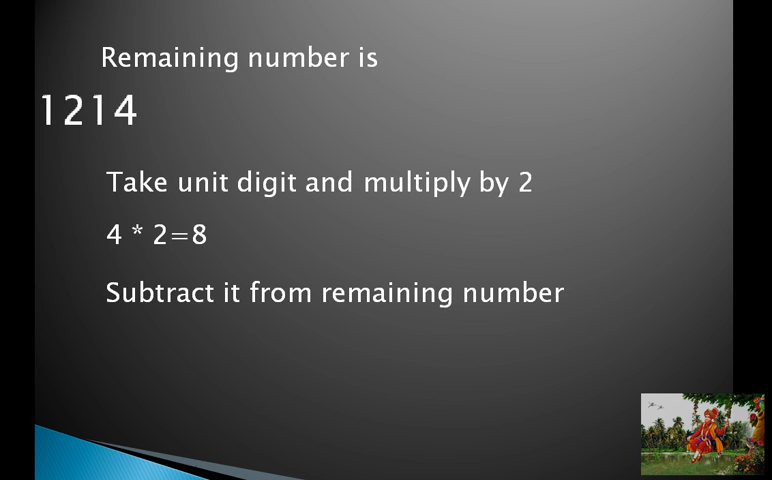 Remaining number is
1214
Take unit digit and multiply by 2
4 * 2=8
Subtract it from remaining number